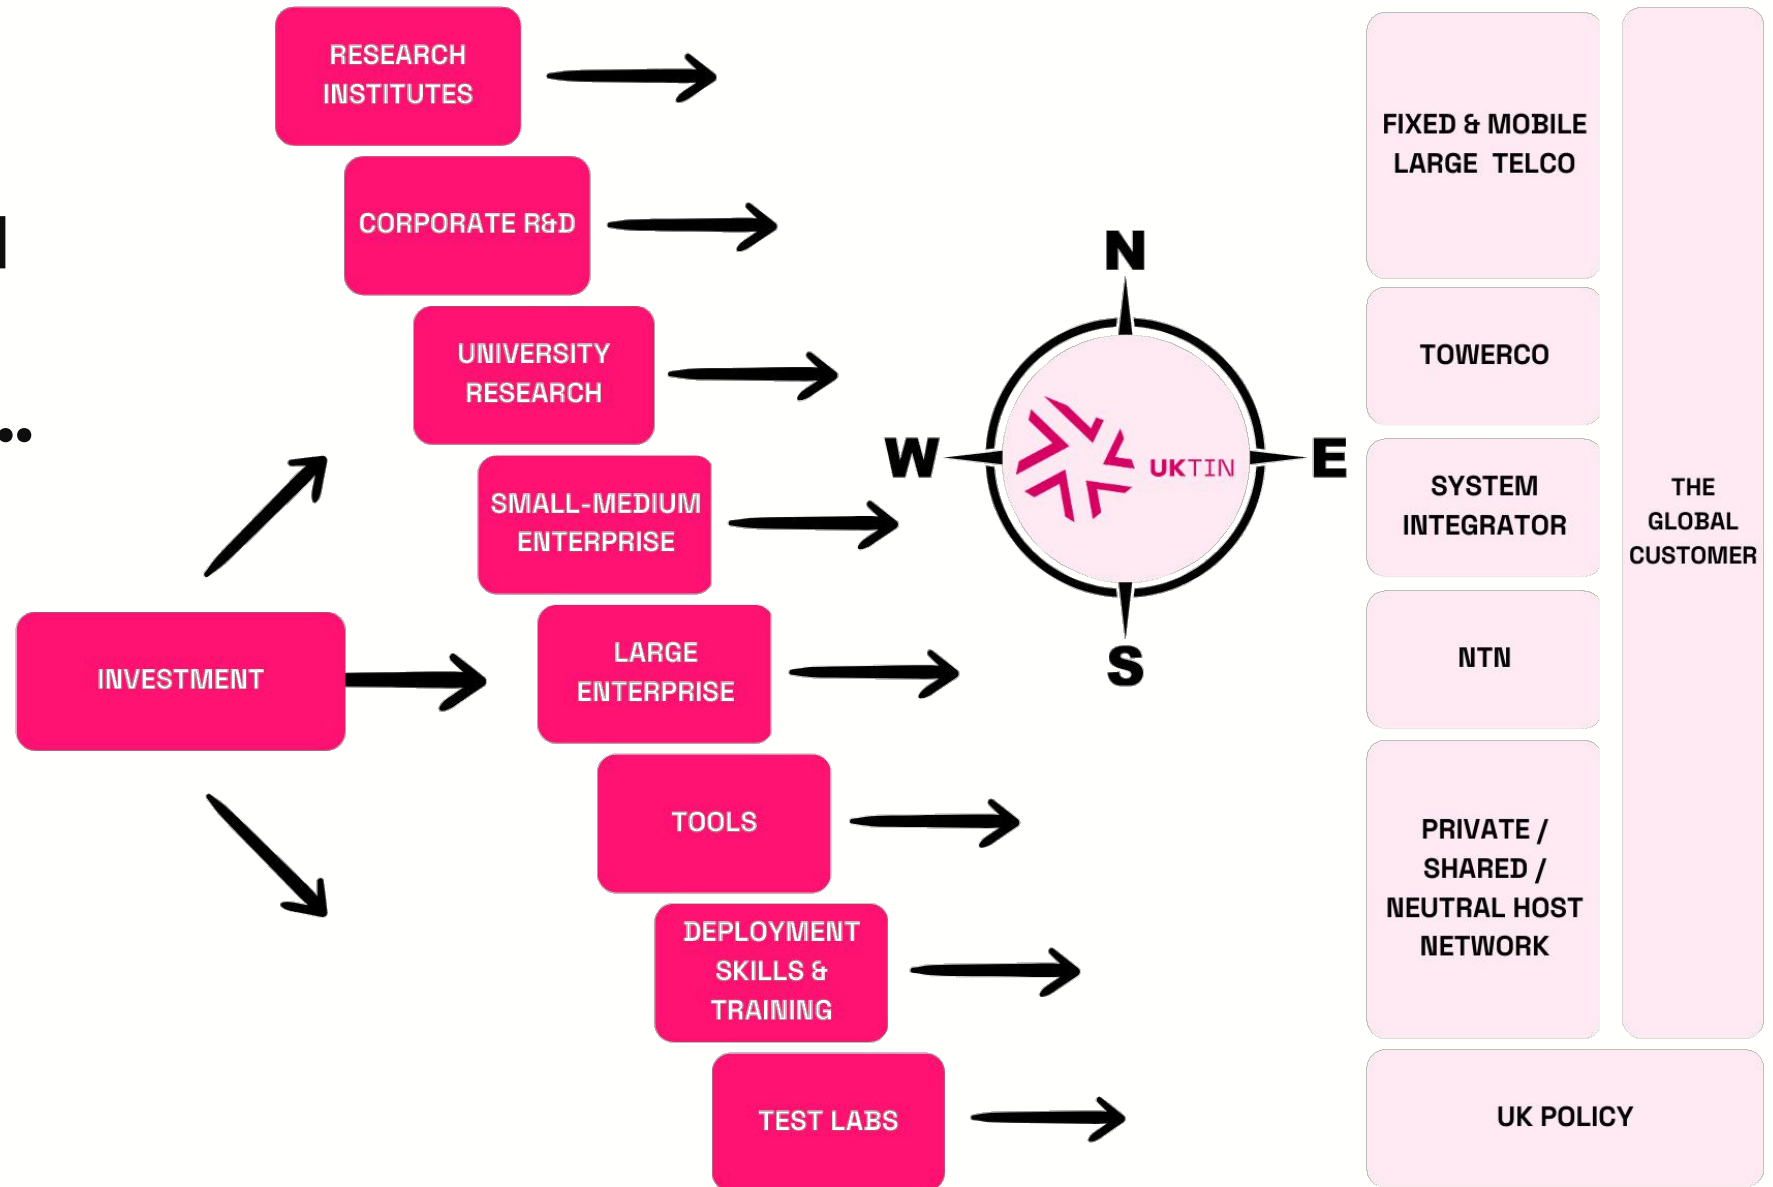 RESEARCH
INSTITUTES
CORPORATE R&D
UNIVERSITY
RESEARCH
SMALL-MEDIUM
ENTERPRISE
INVESTMENT
LARGE
ENTERPRISE
TOOLS
DEPLOYMENT
SKILLS &
TRAINING
TEST LABS
N
W
UKTIN
E
S
FIXED & MOBILE
LARGE TELCO
TOWERCO
SYSTEM
INTEGRATOR
NTN
PRIVATE /
SHARED /
NEUTRAL HOST
NETWORK
THE
GLOBAL
CUSTOMER
UK POLICY